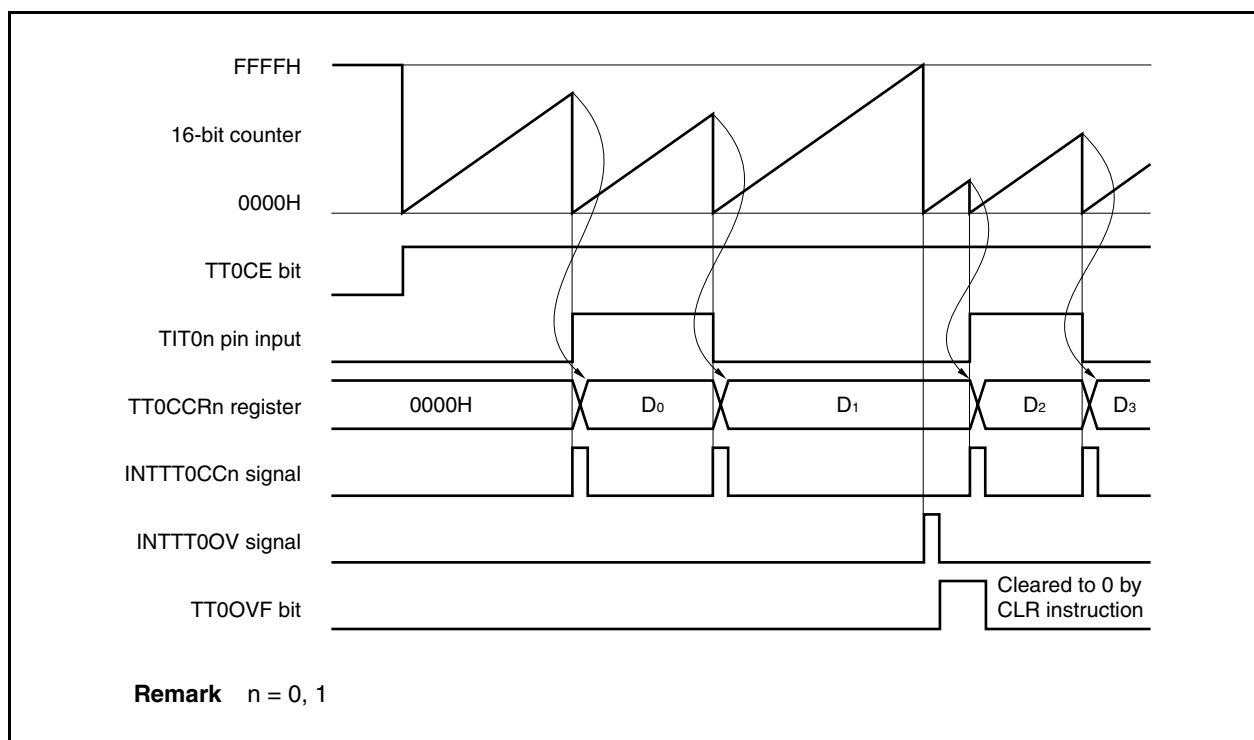 FFFFH
16-bit counter
0000H
TT0CE bit
TIT0n pin input
TT0CCRn register
0000H
D0
D1
D2
D3
INTTT0CCn signal
INTTT0OV signal
TT0OVF bit
Cleared to 0 by
CLR instruction
Remark n = 0, 1